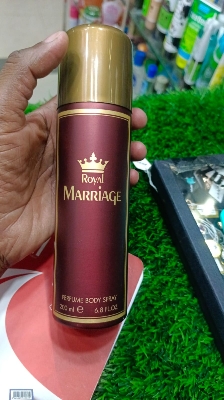 Royal
MARRIAGE
PERFUME BODY SPRAY
200 ml ℮ 6.8 FL.OZ